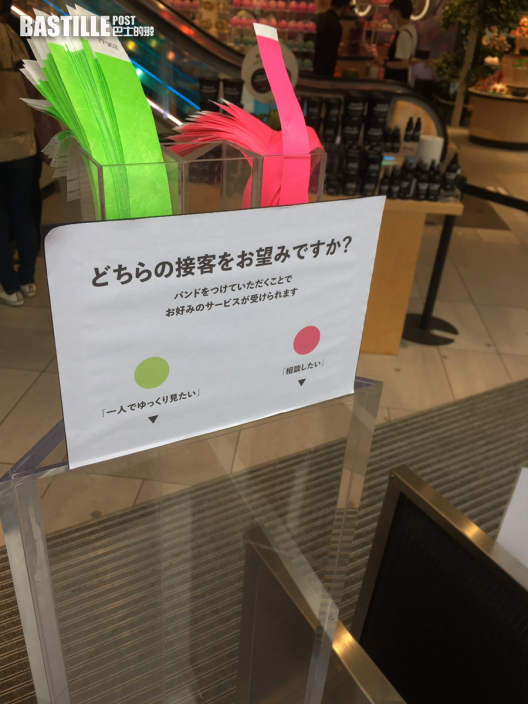 BASTILLE POST
巴士的報
どちらの接客をお望みですか?
バンドをつけていただくことで
お好みのサービスが受けられます
「一人でゆっくり見たい」
「相談したい」